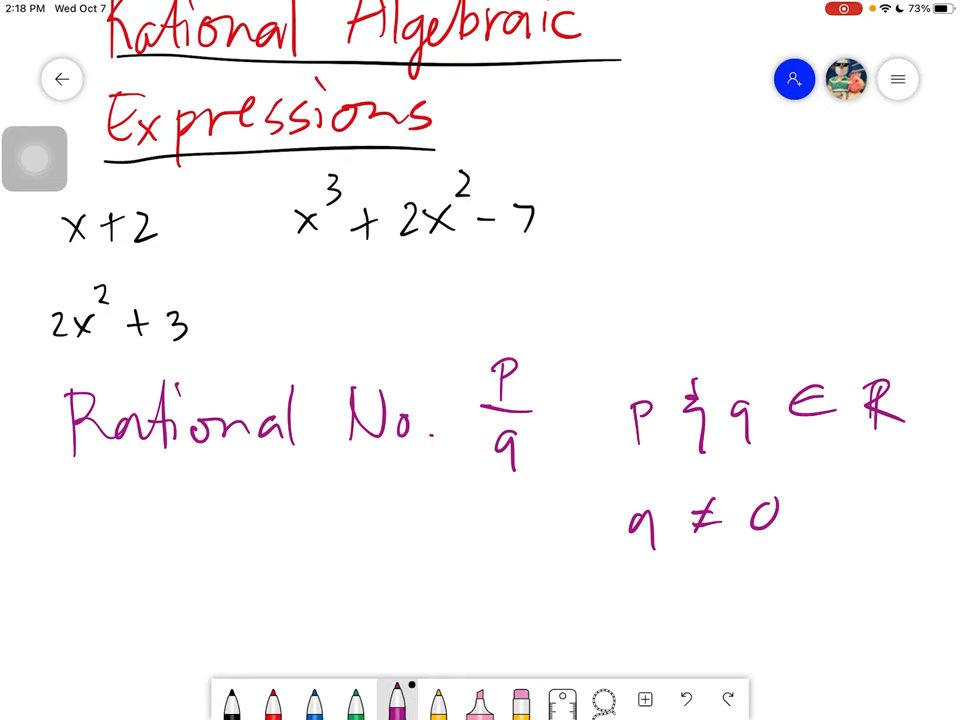 2:18 PM Wed Oct 7 73%
Rational Algebraic
Expressions
x + 2 x³ + 2x² - 7
2x² + 3
Rational No. p/q p & q ∈ ℝ
q ≠ 0